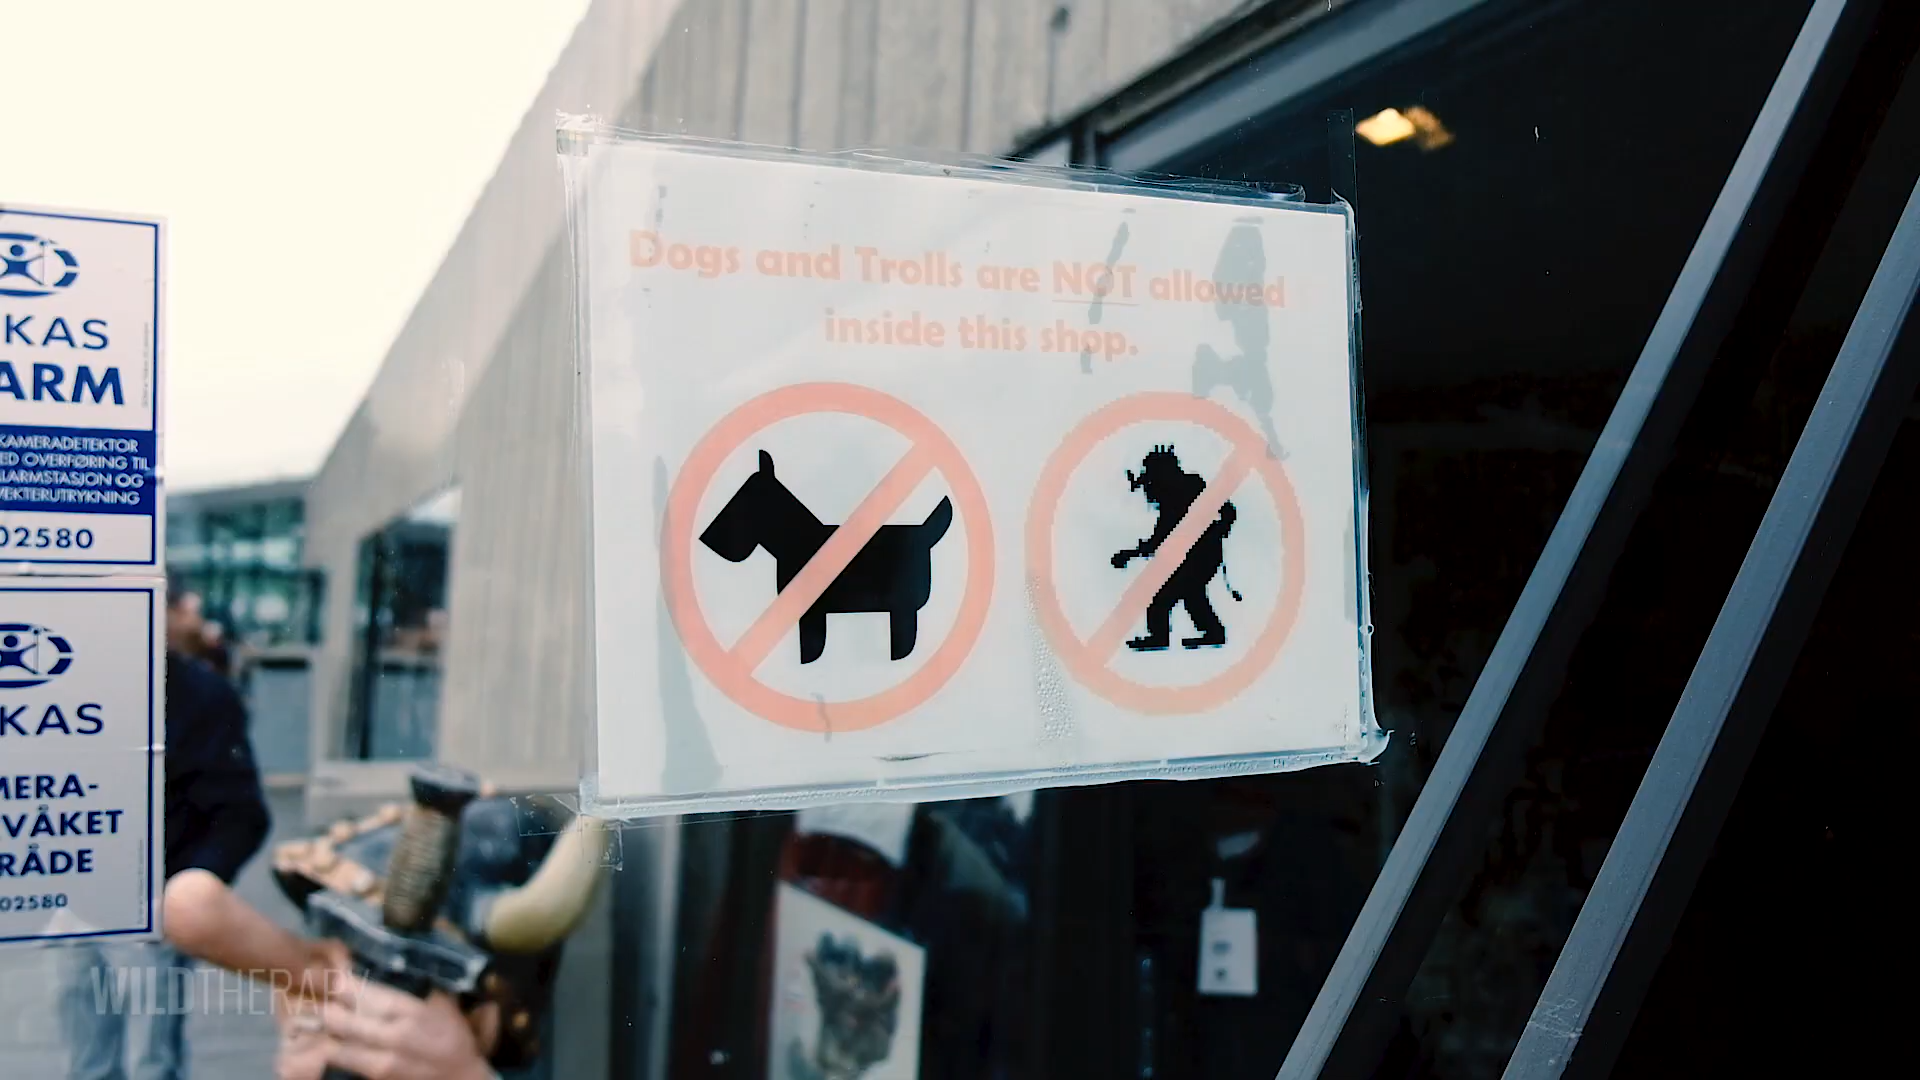 Dogs and Trolls are NOT allowed
inside this shop.
KAS
ARM
KAMERADETEKTOR
ED OVERFØRING TIL
LARMSTASJON OG
VEKTERUTRYKNING
02580
KAS
MERA-
VÅKET
RÅDE
02580
WILDTHERAPY